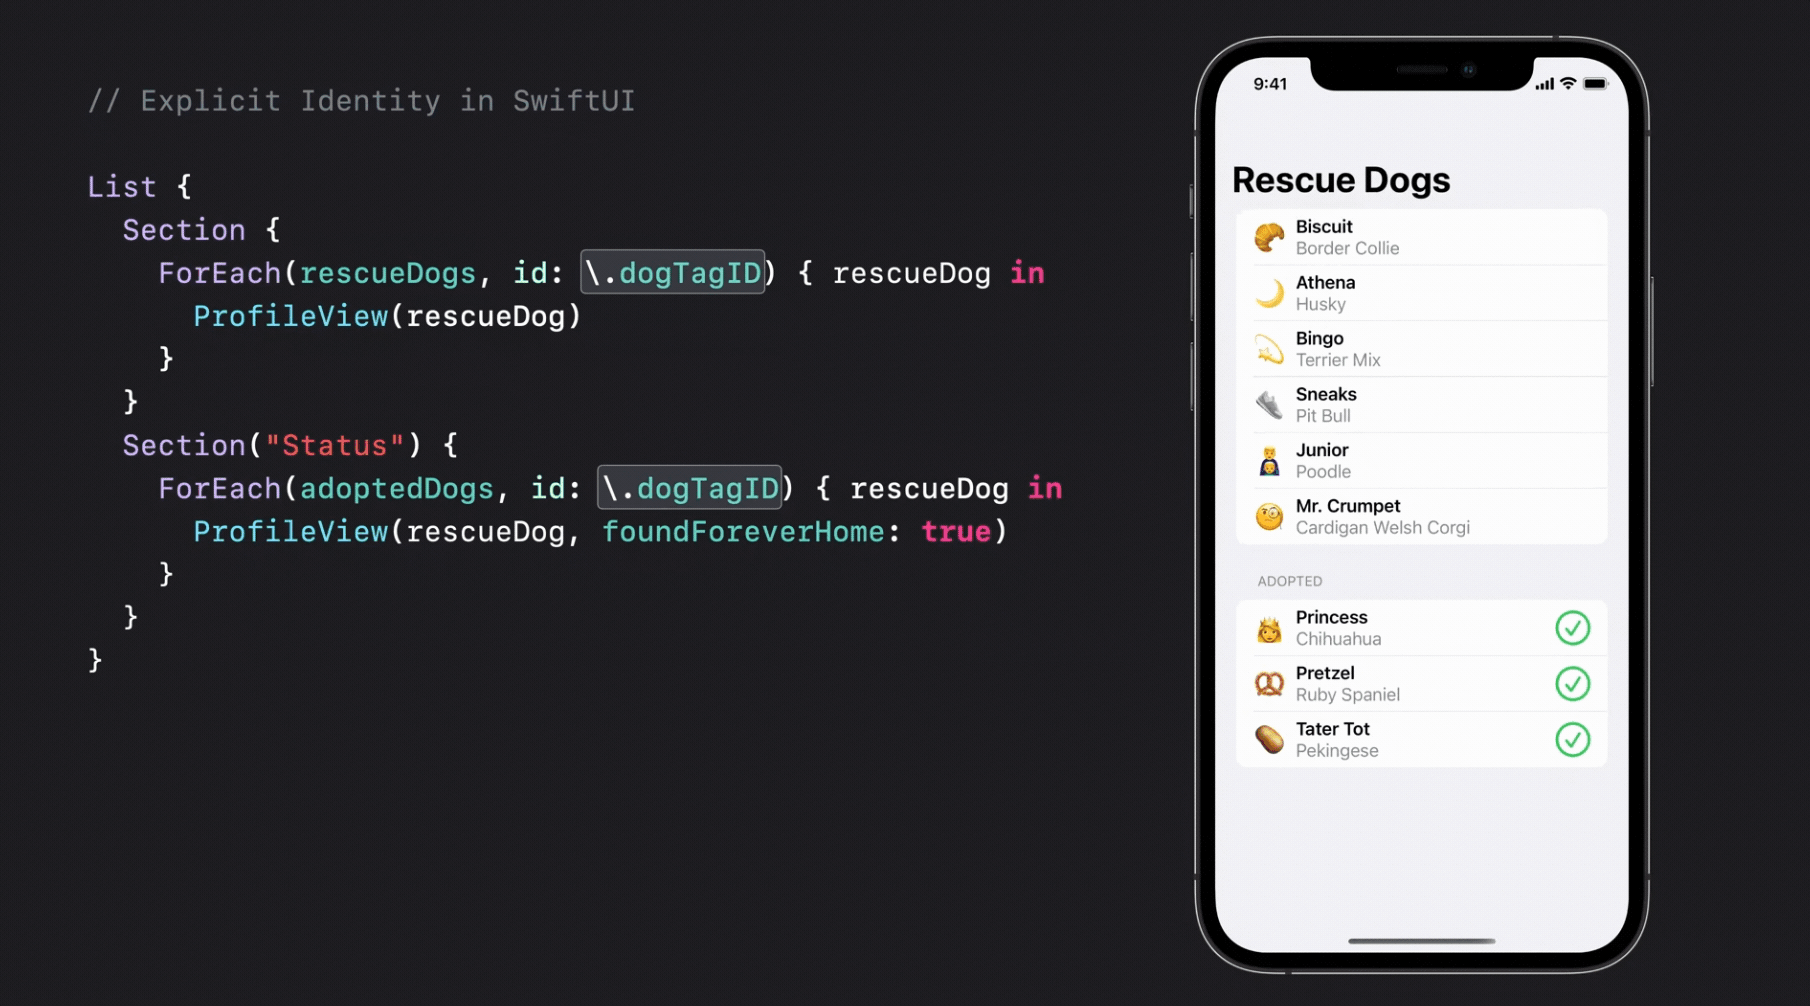 // Explicit Identity in SwiftUI
List {
  Section {
    ForEach(rescueDogs, id: \.dogTagID) { rescueDog in
      ProfileView(rescueDog)
    }
  }
  Section("Status") {
    ForEach(adoptedDogs, id: \.dogTagID) { rescueDog in
      ProfileView(rescueDog, foundForeverHome: true)
    }
  }
}
9:41
Rescue Dogs
Biscuit
Border Collie
Athena
Husky
Bingo
Terrier Mix
Sneaks
Pit Bull
Junior
Poodle
Mr. Crumpet
Cardigan Welsh Corgi
ADOPTED
Princess
Chihuahua
Pretzel
Ruby Spaniel
Tater Tot
Pekingese